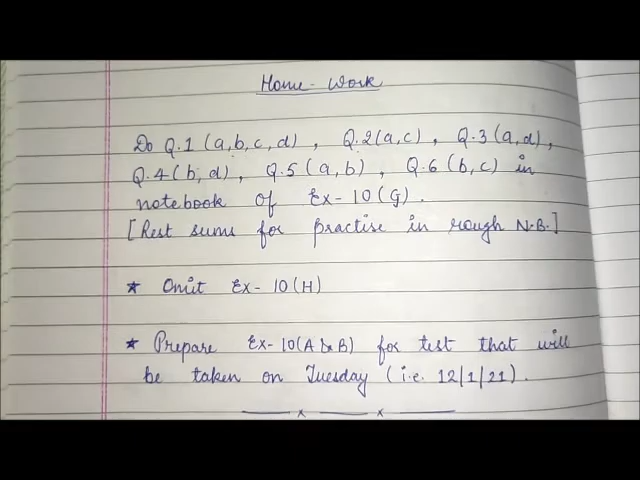 Home-Work
Do Q.1 (a,b,c,d) , Q.2(a,c) , Q.3(a,d) ,
Q.4(b,d) , Q.5(a,b) , Q.6(b,c) in
notebook of Ex-10(G).
[Rest sums for practise in rough N.B.]
* Omit Ex-10(H)
* Prepare Ex-10(A & B) for test that will
be taken on Tuesday (i.e. 12/1/21).